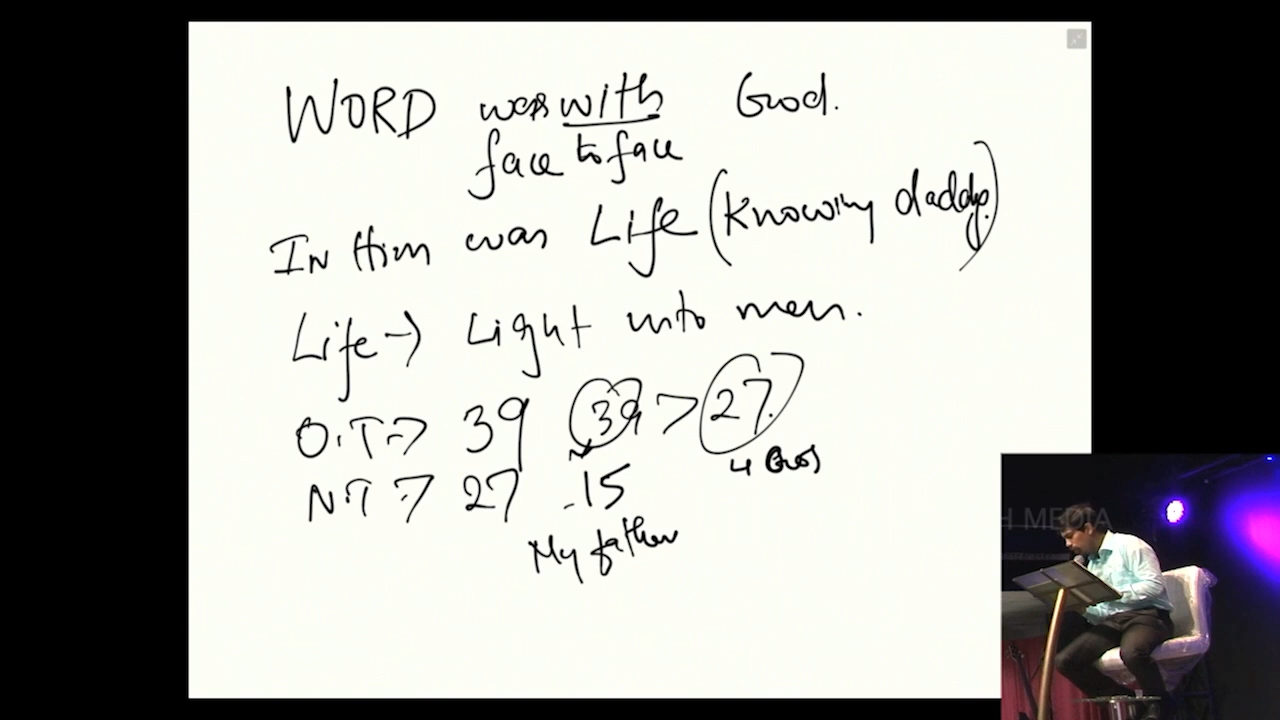 WORD was with God.
face to face
In Him was Life (Knowing daddy.)
Life → Light unto men.
O.T → 39 39 > 27.
N.T → 27 -15 4 Gos
My father
H MEDIA